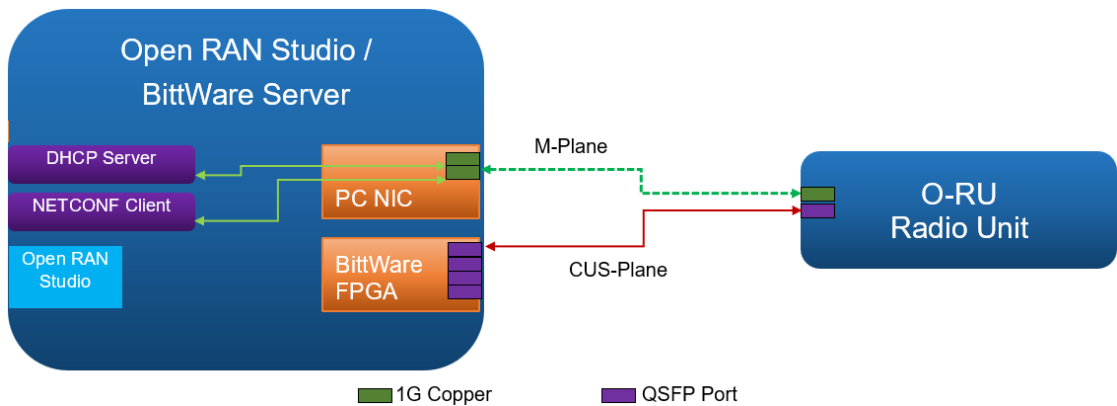 Open RAN Studio /
BittWare Server
DHCP Server
NETCONF Client
Open RAN
Studio
PC NIC
BittWare
FPGA
M-Plane
CUS-Plane
O-RU
Radio Unit
1G Copper
QSFP Port